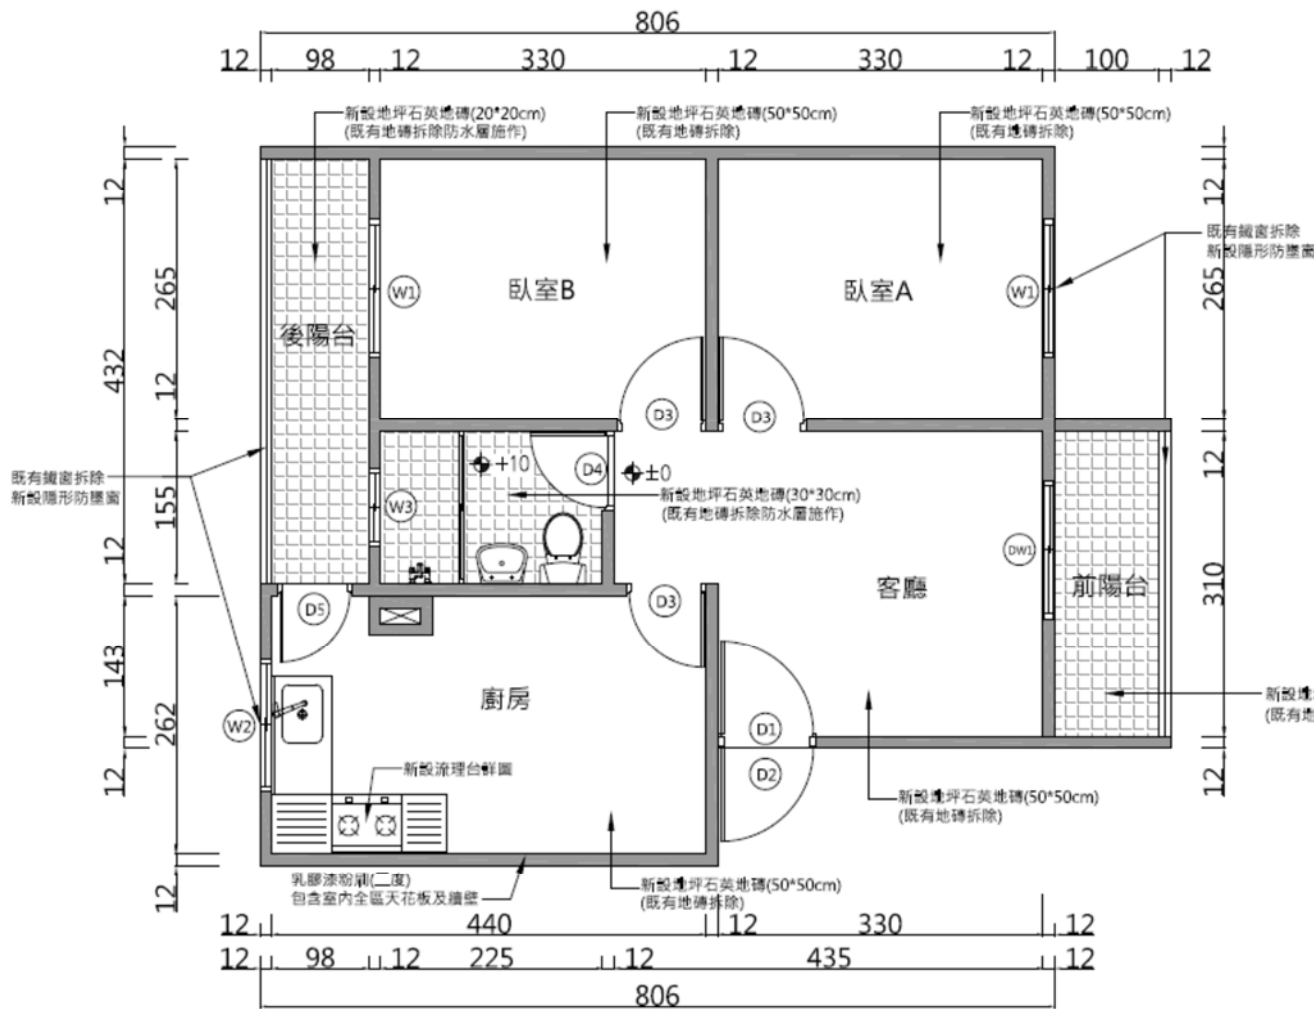 806
12 98 12 330 12 330 12 100 12
新設地坪石英地磚(20*20cm)
(既有地磚拆除防水層施作)
新設地坪石英地磚(50*50cm)
(既有地磚拆除)
新設地坪石英地磚(50*50cm)
(既有地磚拆除)
12
12
既有鐵窗拆除
新設隱形防墜窗
265
265
432
12
W1
臥室B
臥室A
W1
後陽台
D3
D3
既有鐵窗拆除
新設隱形防墜窗
155
12
12
+10
D4
±0
新設地坪石英地磚(30*30cm)
(既有地磚拆除防水層施作)
W3
DW1
客廳
前陽台
310
D5
D3
143
262
12
W2
廚房
D1
D2
12
新設地
(既有地
新設流理台詳圖
新設地坪石英地磚(50*50cm)
(既有地磚拆除)
12
乳膠漆粉刷(二度)
包含室內全區天花板及牆壁
新設地坪石英地磚(50*50cm)
(既有地磚拆除)
12 440 12 330 12
12 98 12 225 12 435 12
806